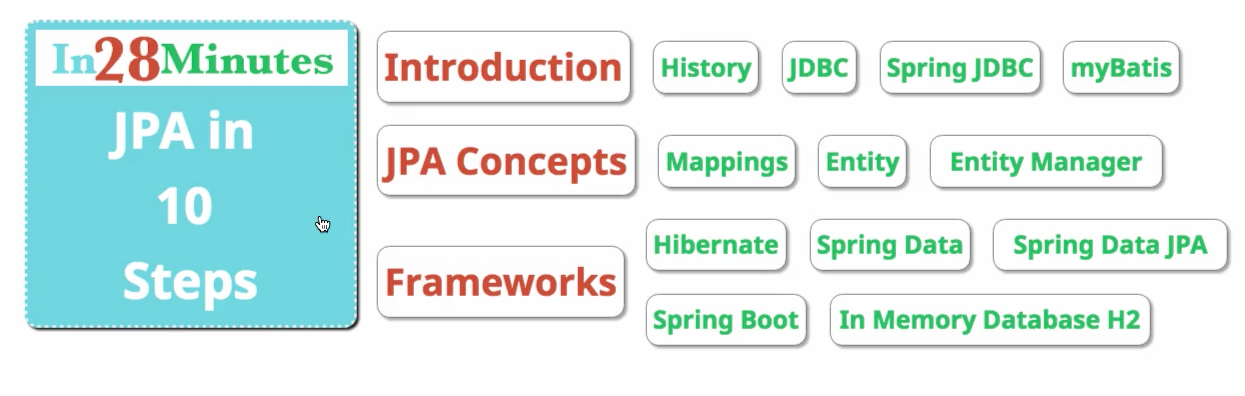 In28Minutes
JPA in
10
Steps
Introduction
History
JDBC
Spring JDBC
myBatis
JPA Concepts
Mappings
Entity
Entity Manager
Frameworks
Hibernate
Spring Data
Spring Data JPA
Spring Boot
In Memory Database H2